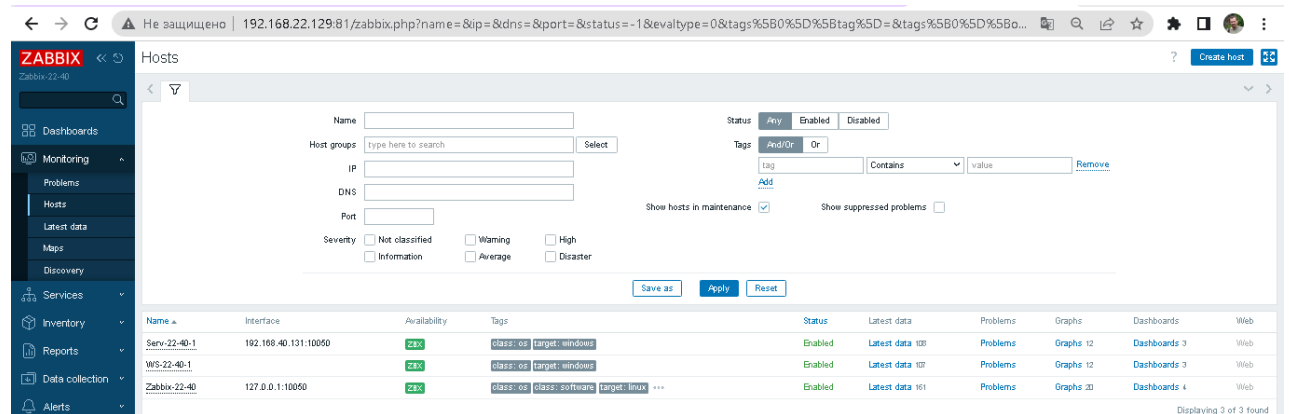 Не защищено | 192.168.22.129:81/zabbix.php?name=&ip=&dns=&port=&status=-1&evaltype=0&tags%5B0%5D%5Btag%5D=&tags%5B0%5D%5Bo...
ZABBIX
Zabbix-22-40
Dashboards
Monitoring
Problems
Hosts
Latest data
Maps
Discovery
Services
Inventory
Reports
Data collection
Alerts
Hosts
? Create host
Name
Host groups type here to search Select
IP
DNS
Port
Severity Not classified Warning High
Information Average Disaster
Status Any Enabled Disabled
Tags And/Or Or
tag Contains value Remove
Add
Show hosts in maintenance Show suppressed problems
Save as Apply Reset
Name Interface Availability Tags Status Latest data Problems Graphs Dashboards Web
Serv-22-40-1 192.168.40.131:10050 ZBX class: os target: windows Enabled Latest data 108 Problems Graphs 12 Dashboards 3 Web
WS-22-40-1 ZBX class: os target: windows Enabled Latest data 107 Problems Graphs 12 Dashboards 3 Web
Zabbix-22-40 127.0.0.1:10050 ZBX class: os class: software target: linux ••• Enabled Latest data 161 Problems Graphs 20 Dashboards 4 Web
Displaying 3 of 3 found